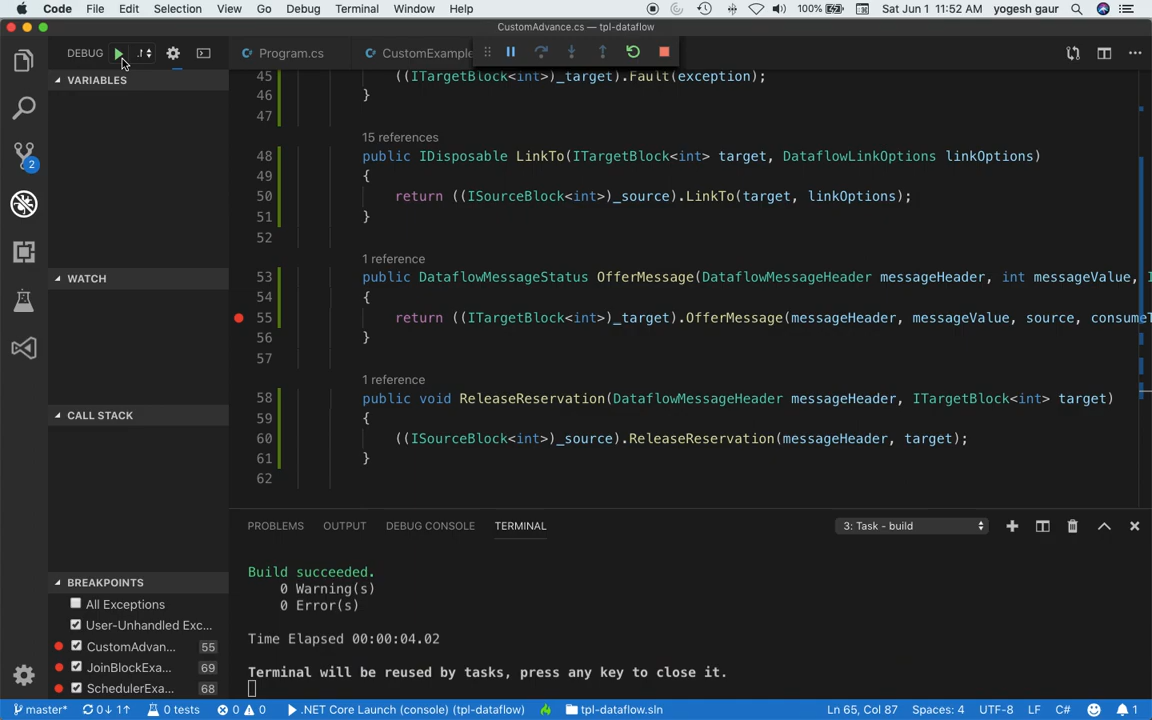 Code File Edit Selection View Go Debug Terminal Window Help 100% Sat Jun 1 11:52 AM yogesh gaur
CustomAdvance.cs — tpl-dataflow
DEBUG Program.cs CustomExample
VARIABLES
WATCH
CALL STACK
BREAKPOINTS
All Exceptions
User-Unhandled Exc...
CustomAdvan... 55
JoinBlockExa... 69
SchedulerExa... 68
45 ((ITargetBlock<int>)_target).Fault(exception);
46 }
47
15 references
48 public IDisposable LinkTo(ITargetBlock<int> target, DataflowLinkOptions linkOptions)
49 {
50 return ((ISourceBlock<int>)_source).LinkTo(target, linkOptions);
51 }
52
1 reference
53 public DataflowMessageStatus OfferMessage(DataflowMessageHeader messageHeader, int messageValue, I
54 {
55 return ((ITargetBlock<int>)_target).OfferMessage(messageHeader, messageValue, source, consumeT
56 }
57
1 reference
58 public void ReleaseReservation(DataflowMessageHeader messageHeader, ITargetBlock<int> target)
59 {
60 ((ISourceBlock<int>)_source).ReleaseReservation(messageHeader, target);
61 }
62
PROBLEMS OUTPUT DEBUG CONSOLE TERMINAL 3: Task - build
Build succeeded.
0 Warning(s)
0 Error(s)
Time Elapsed 00:00:04.02
Terminal will be reused by tasks, press any key to close it.
2
master* 0↓ 1↑ 0 tests 0 0 .NET Core Launch (console) (tpl-dataflow) tpl-dataflow.sln Ln 65, Col 87 Spaces: 4 UTF-8 LF C# 1